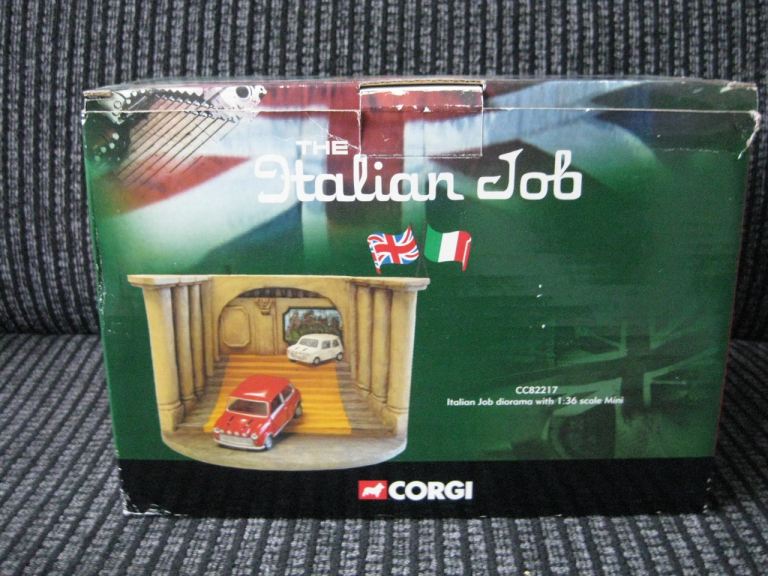 THE
Italian Job
CC82217
Italian Job diorama with 1:36 scale Mini
CORGI